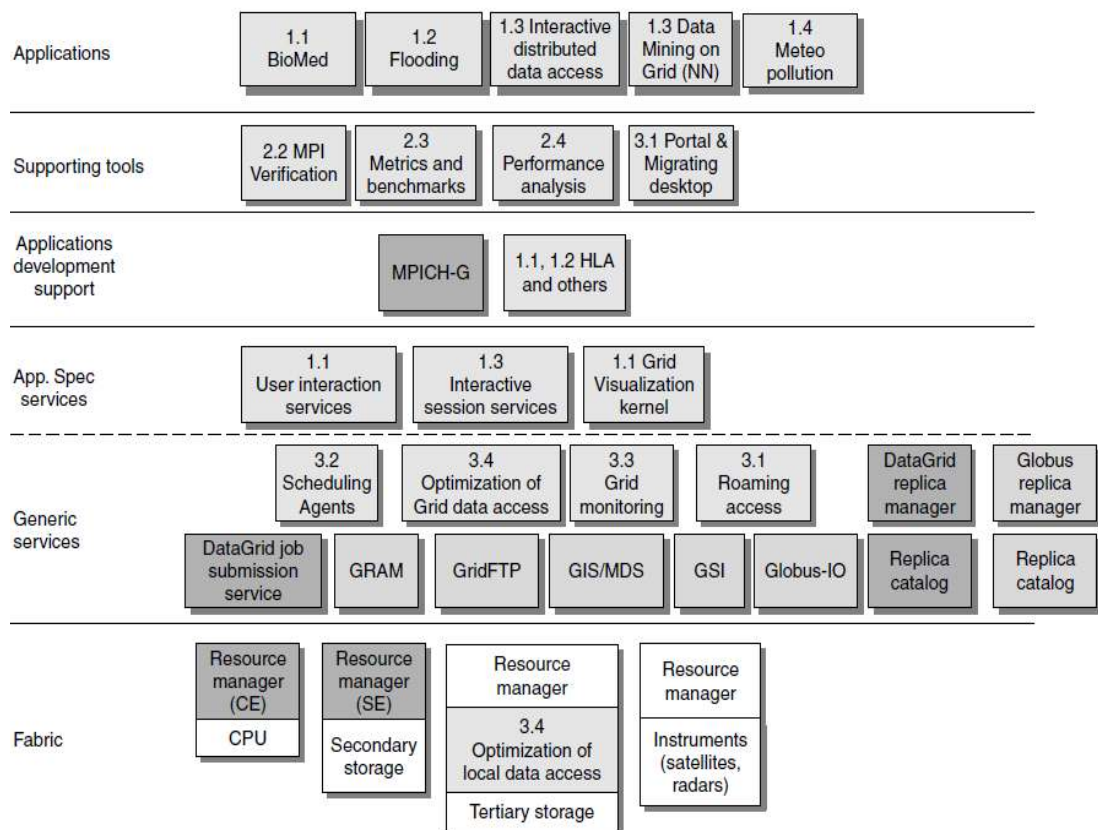 Applications
1.1
BioMed
1.2
Flooding
1.3 Interactive
distributed
data access
1.3 Data
Mining on
Grid (NN)
1.4
Meteo
pollution
Supporting tools
2.2 MPI
Verification
2.3
Metrics and
benchmarks
2.4
Performance
analysis
3.1 Portal &
Migrating
desktop
Applications
development
support
MPICH-G
1.1, 1.2 HLA
and others
App. Spec
services
1.1
User interaction
services
1.3
Interactive
session services
1.1 Grid
Visualization
kernel
Generic
services
3.2
Scheduling
Agents
3.4
Optimization of
Grid data access
3.3
Grid
monitoring
3.1
Roaming
access
DataGrid
replica
manager
Globus
replica
manager
DataGrid job
submission
service
GRAM
GridFTP
GIS/MDS
GSI
Globus-IO
Replica
catalog
Replica
catalog
Fabric
Resource
manager
(CE)
CPU
Resource
manager
(SE)
Secondary
storage
Resource
manager
3.4
Optimization of
local data access
Tertiary storage
Resource
manager
Instruments
(satellites,
radars)